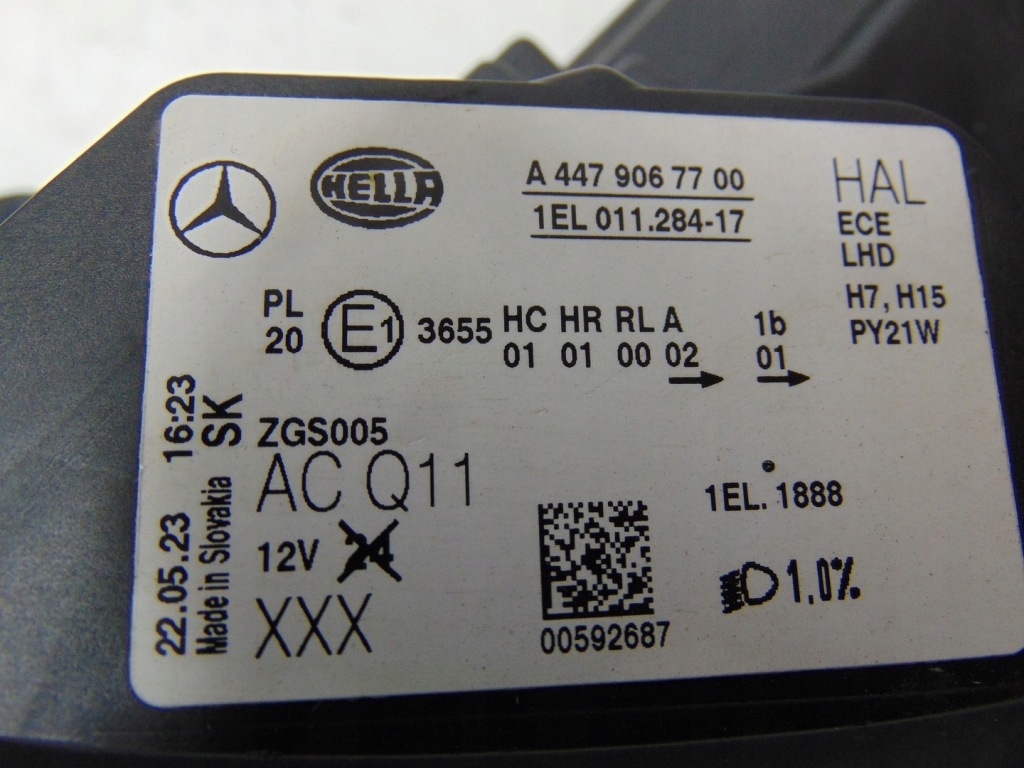 HELLA
A 447 906 77 00
1EL 011.284-17
HAL
ECE
LHD
H7, H15
PY21W
PL
20
E1 3655
HC HR RL A
01 01 00 02
1b
01
ZGS005
AC Q11
12V 24
XXX
22.05.23 16:23
Made in Slovakia SK
00592687
1EL. 1888
1.0%